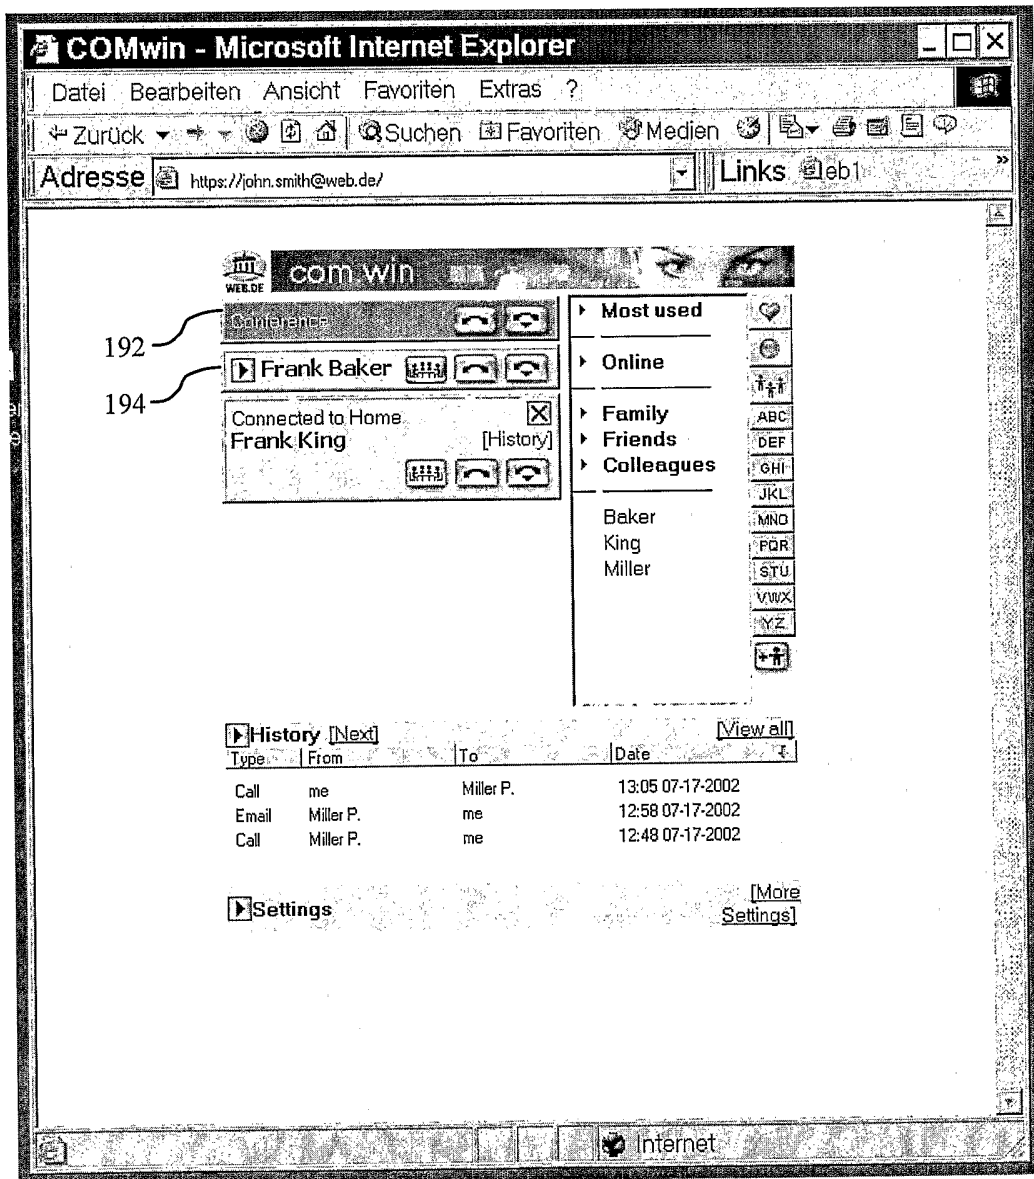 COMwin - Microsoft Internet Explorer
Datei Bearbeiten Ansicht Favoriten Extras ?
Zurück Suchen Favoriten Medien
Adresse https://john.smith@web.de/ Links eb1 »
WEB.DE com.win
192
Conference
194
Frank Baker
Connected to Home
Frank King [History]
Most used
Online
Family
Friends
Colleagues
Baker
King
Miller
ABC
DEF
GHI
JKL
MNO
PQR
STU
VWX
YZ
History [Next] [View all]
Type From To Date
Call me Miller P. 13:05 07-17-2002
Email Miller P. me 12:58 07-17-2002
Call Miller P. me 12:48 07-17-2002
Settings [More
Settings]
Internet